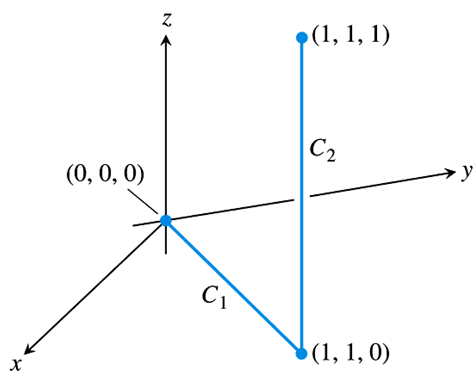 z
(1, 1, 1)
C₂
(0, 0, 0)
y
C₁
(1, 1, 0)
x